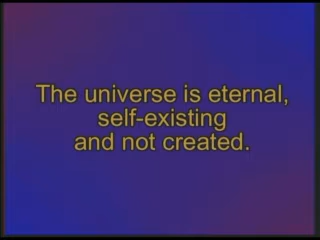 The universe is eternal,
self-existing
and not created.